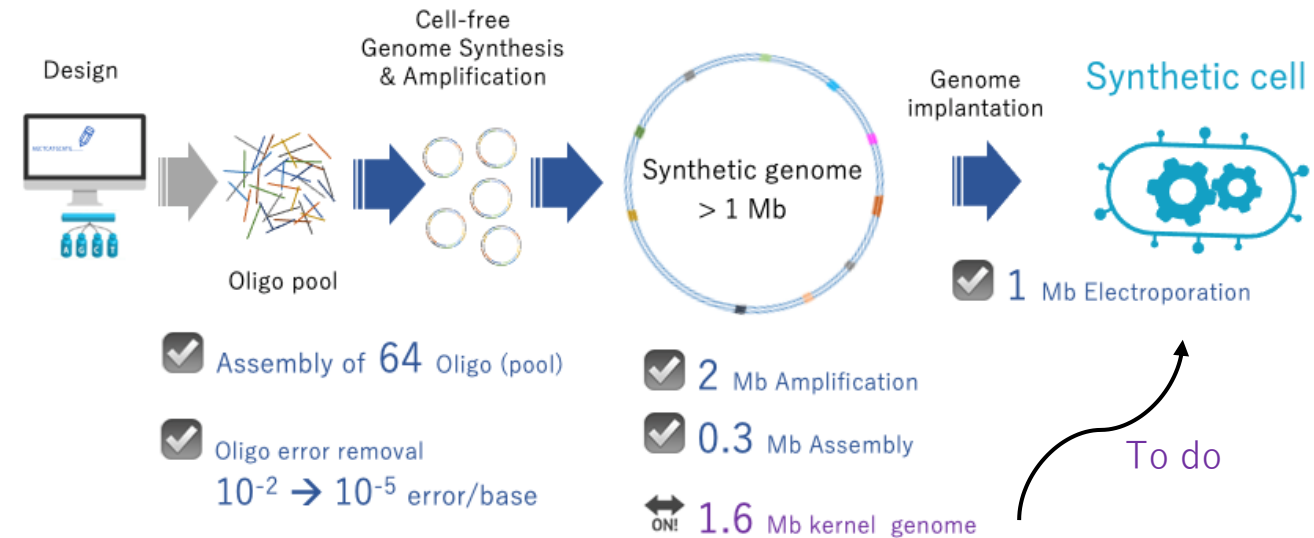 Design
Cell-free
Genome Synthesis
& Amplification
Genome
implantation
Synthetic cell
A G C T
Oligo pool
Synthetic genome
> 1 Mb
1 Mb Electroporation
Assembly of 64 Oligo (pool)
Oligo error removal
10⁻² → 10⁻⁵ error/base
2 Mb Amplification
0.3 Mb Assembly
ON!
1.6 Mb kernel genome
To do